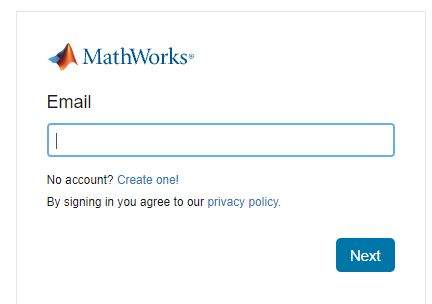 MathWorks®
Email
No account? Create one!
By signing in you agree to our privacy policy.
Next